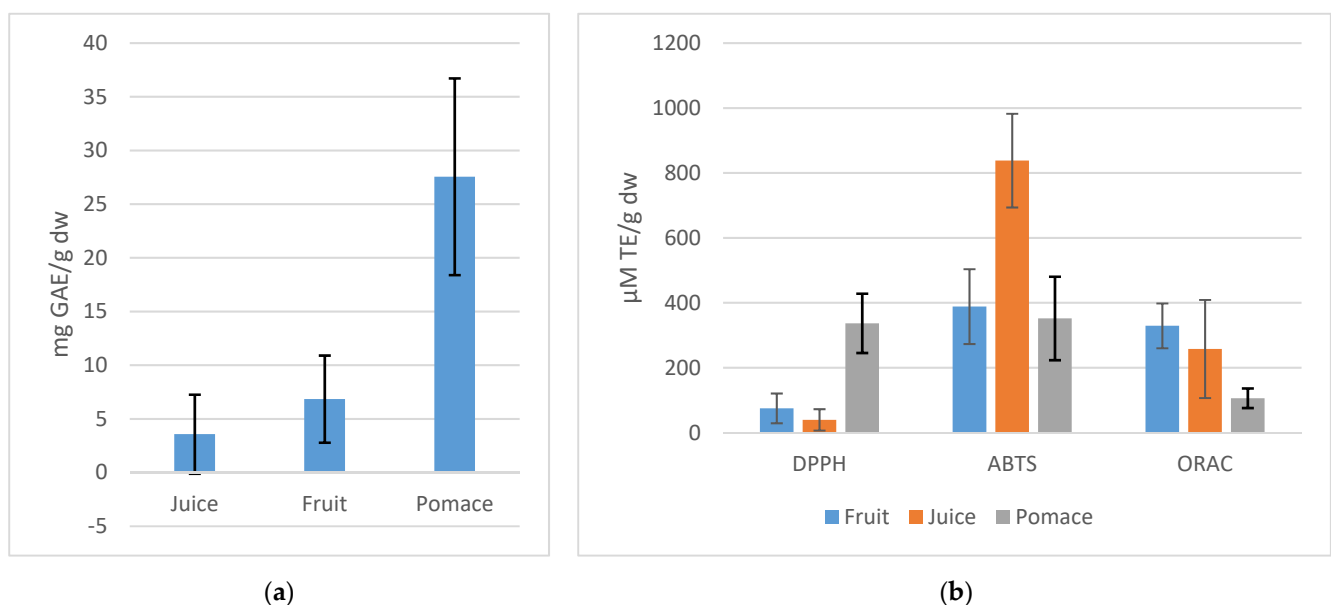 40
35
30
25
20
15
10
5
0
-5
mg GAE/g dw
Juice Fruit Pomace
(a)
1200
1000
800
600
400
200
0
µM TE/g dw
DPPH ABTS ORAC
Fruit Juice Pomace
(b)